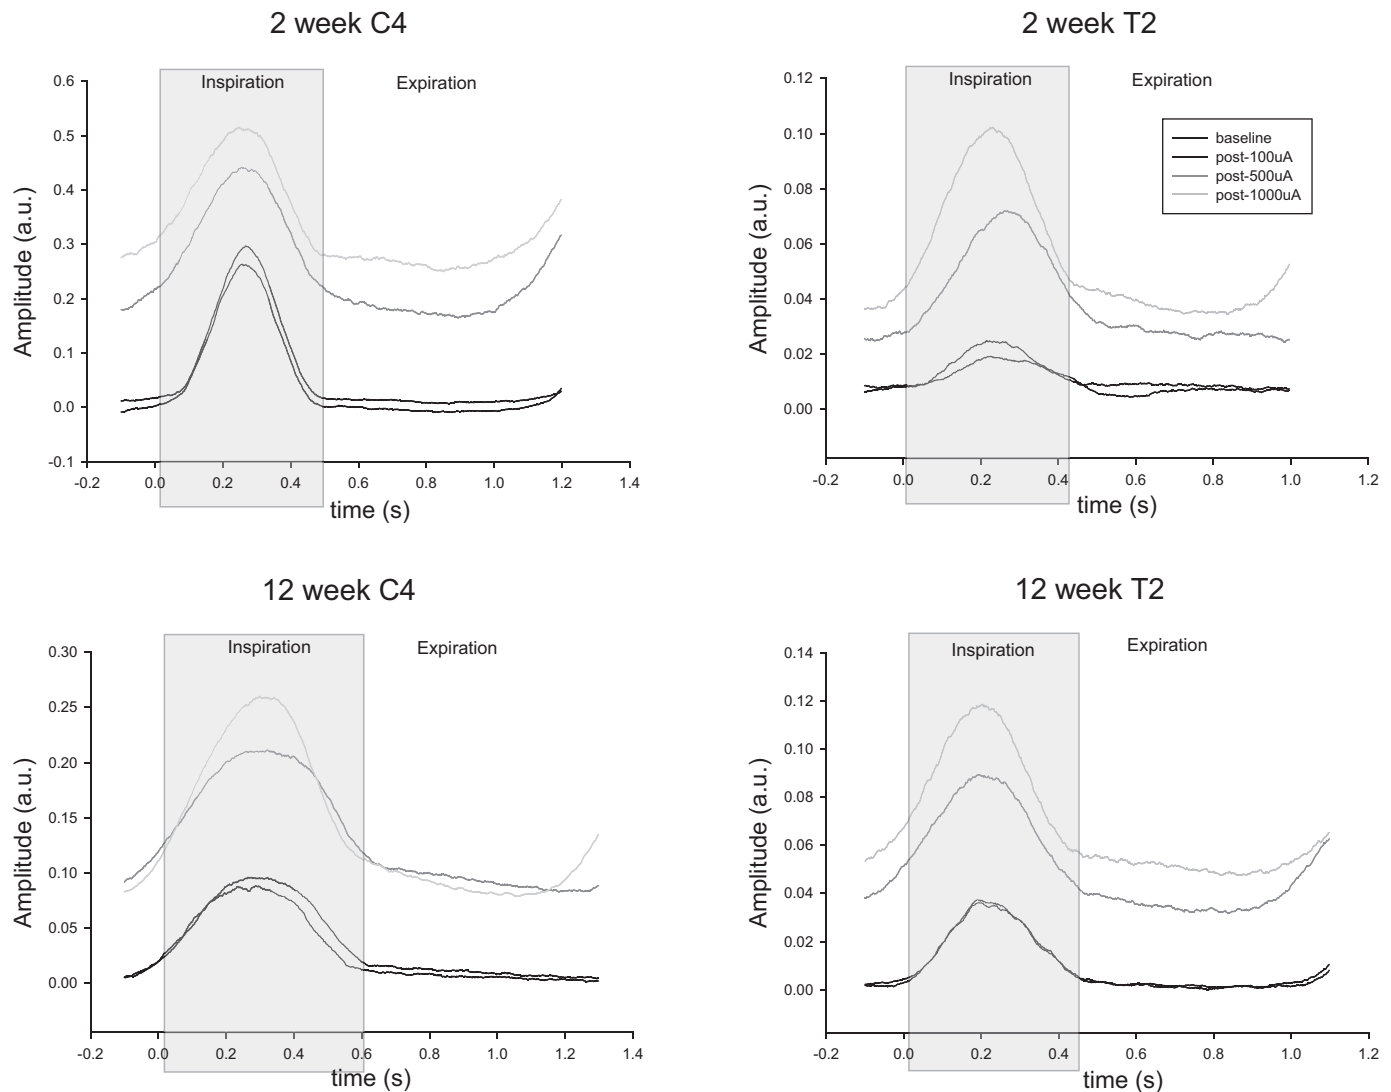 2 week C4
0.6
0.5
0.4
0.3
0.2
0.1
0.0
-0.1
Amplitude (a.u.)
Inspiration
Expiration
-0.2 0.0 0.2 0.4 0.6 0.8 1.0 1.2 1.4
time (s)
2 week T2
0.12
0.10
0.08
0.06
0.04
0.02
0.00
Amplitude (a.u.)
Inspiration
Expiration
baseline
post-100uA
post-500uA
post-1000uA
-0.2 0.0 0.2 0.4 0.6 0.8 1.0 1.2
time (s)
12 week C4
0.30
0.25
0.20
0.15
0.10
0.05
0.00
Amplitude (a.u.)
Inspiration
Expiration
-0.2 0.0 0.2 0.4 0.6 0.8 1.0 1.2 1.4
time (s)
12 week T2
0.14
0.12
0.10
0.08
0.06
0.04
0.02
0.00
Amplitude (a.u.)
Inspiration
Expiration
-0.2 0.0 0.2 0.4 0.6 0.8 1.0 1.2
time (s)